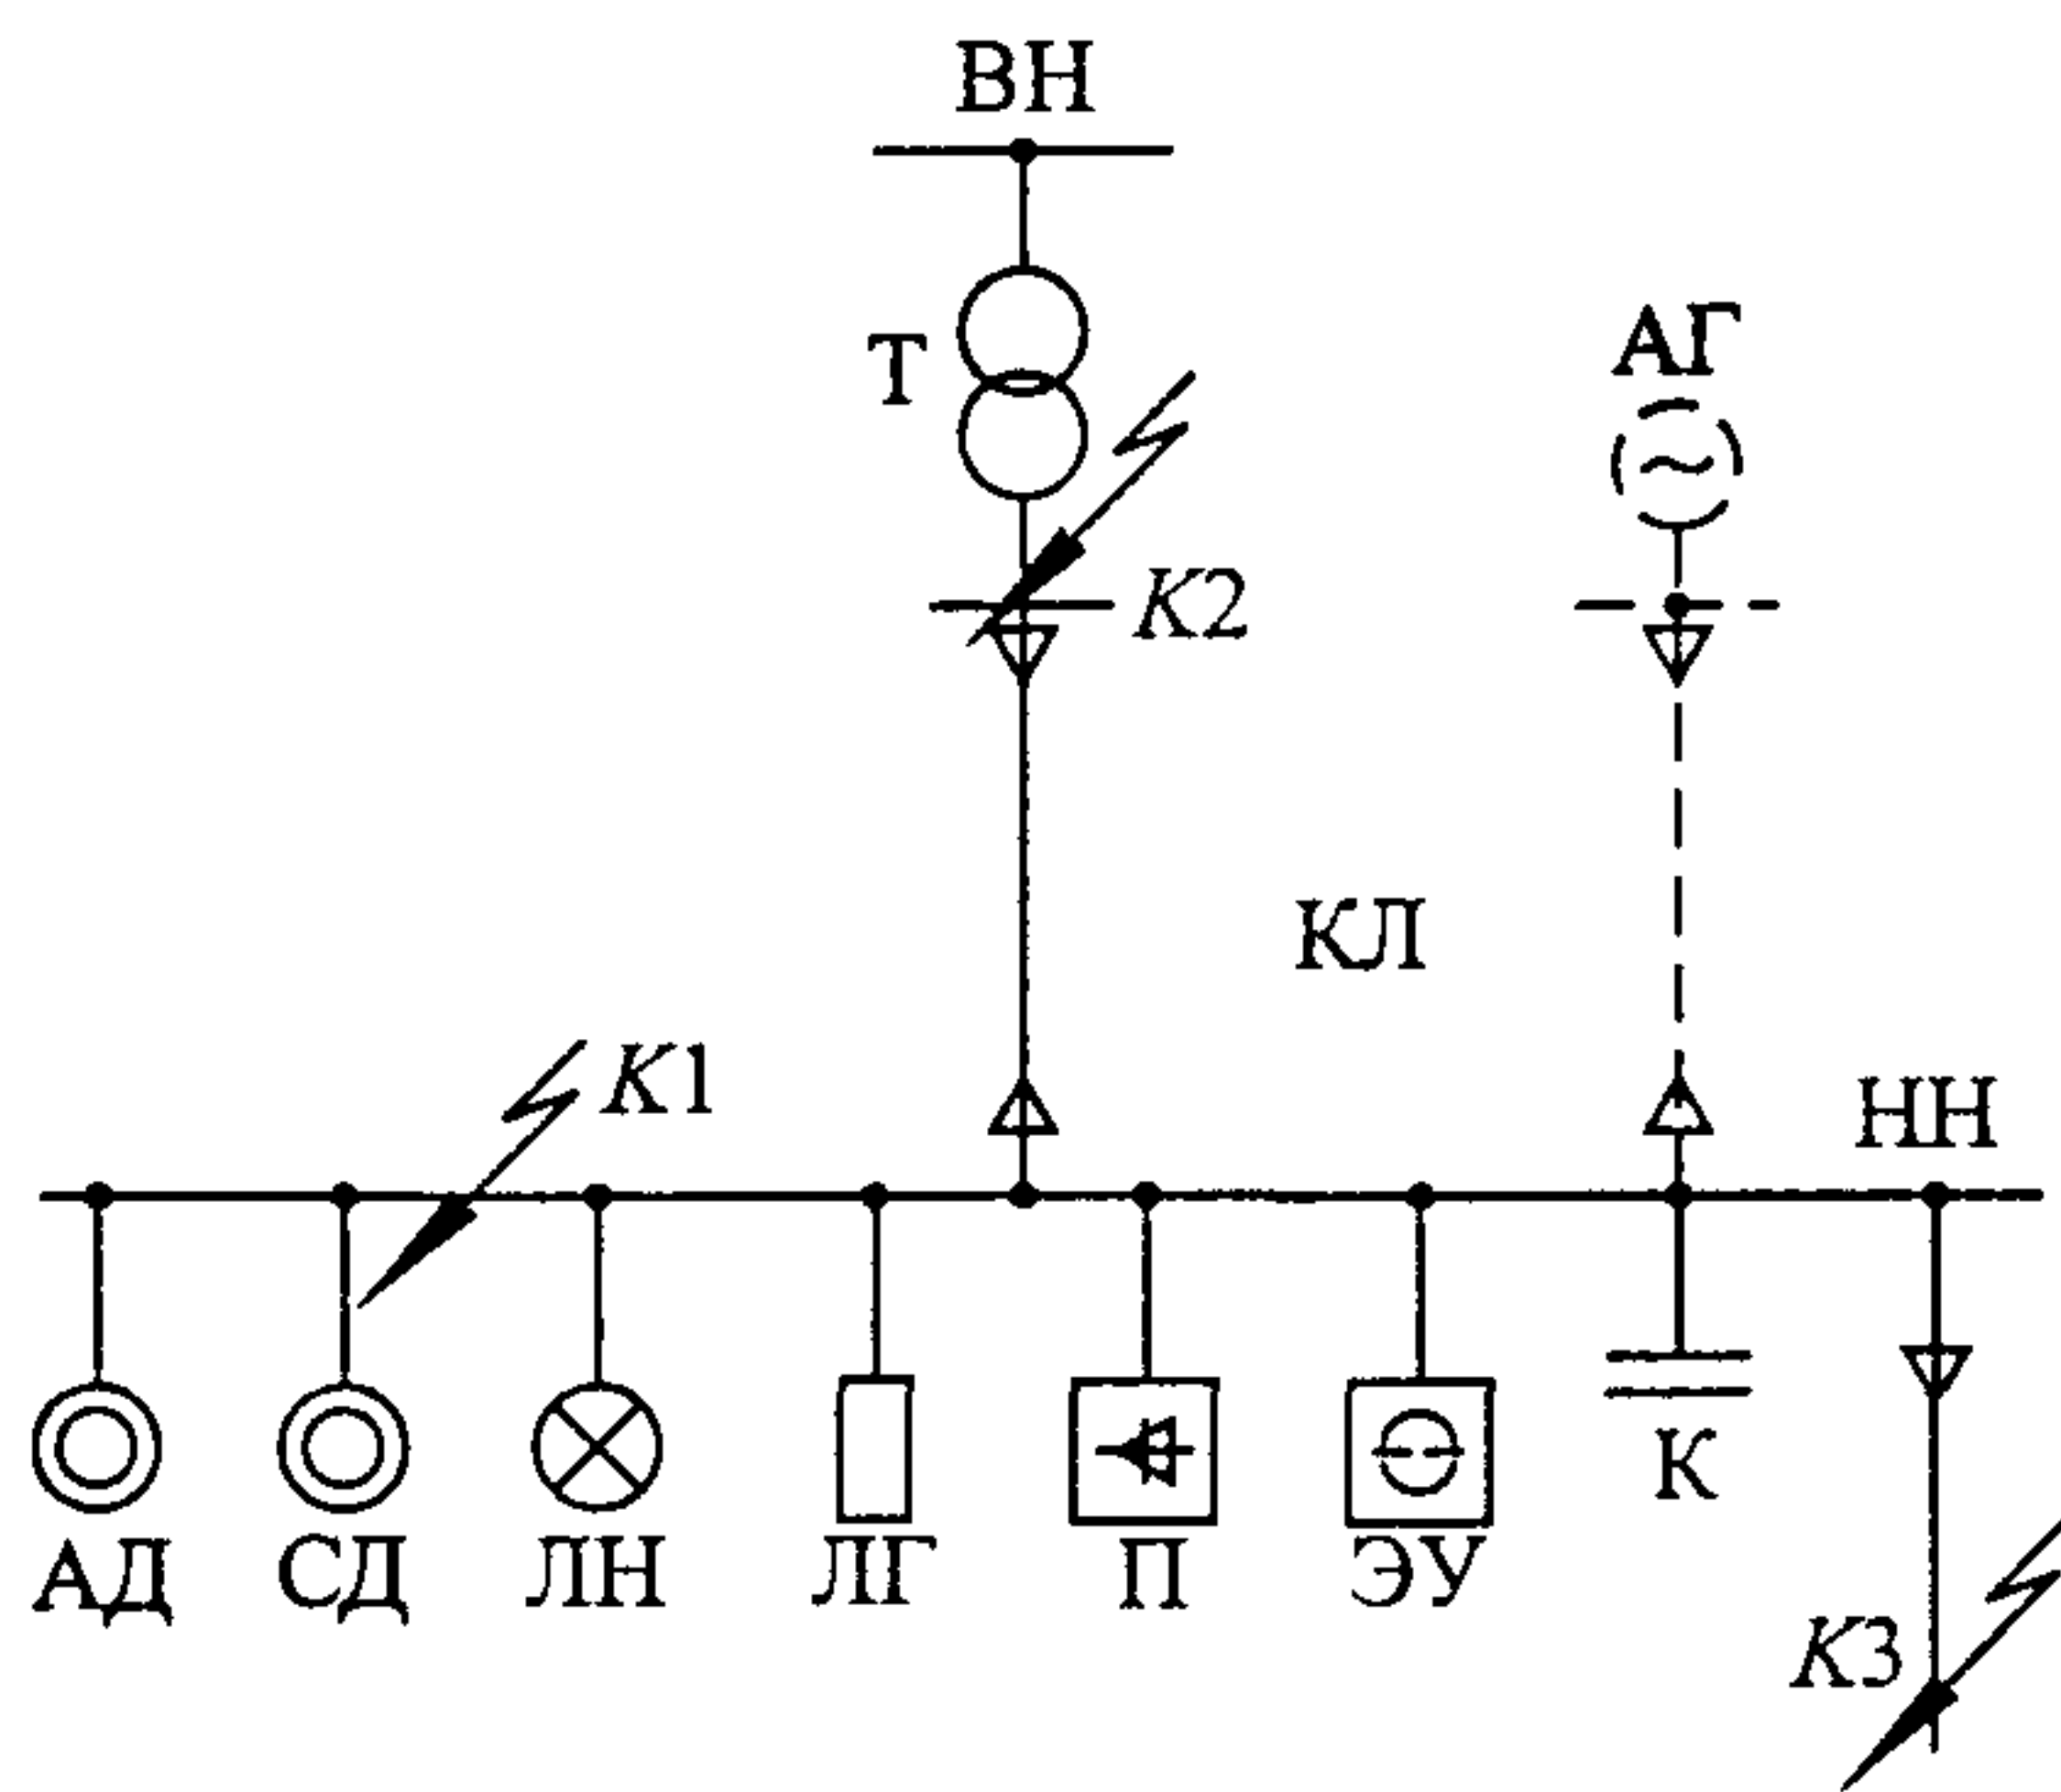 ВН
Т
АГ
К2
КЛ
К1
НН
АД
СД
ЛН
ЛГ
П
ЭУ
К
К3